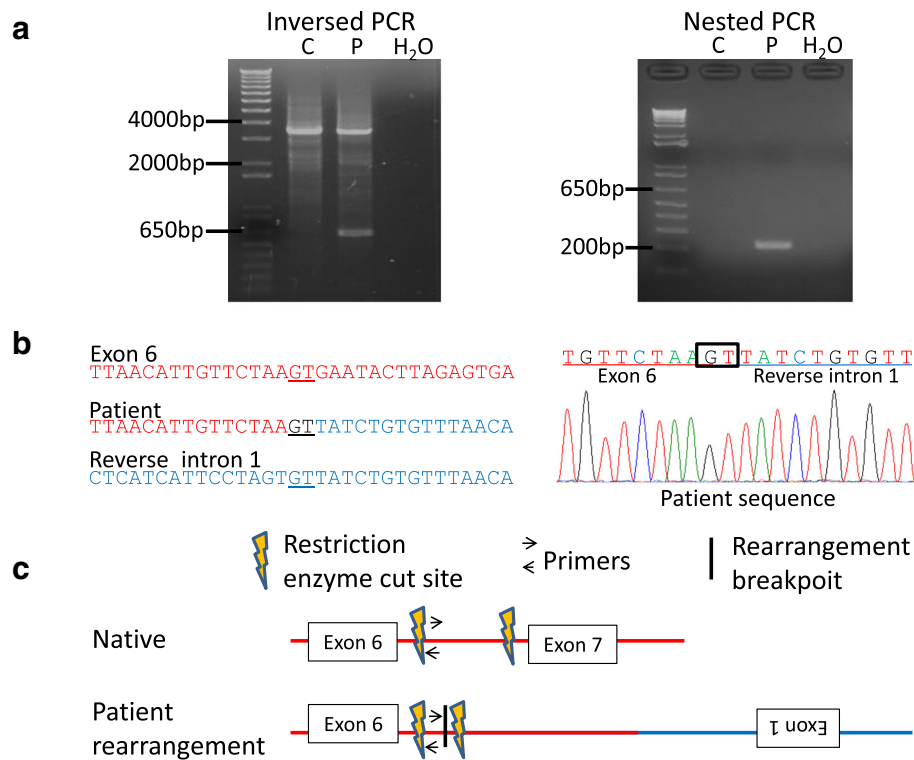 a
Inversed PCR
C P H2O
4000bp
2000bp
650bp
Nested PCR
C P H2O
650bp
200bp
b
Exon 6
TTAACATTGTTCTAAGTGAATACTTAGAGTGA
Patient
TTAACATTGTTCTAAGTTATCTGTGTTTAACA
Reverse intron 1
CTCATCATTCCTAGTGTTATCTGTGTTTAACA
TGTTCTAAGTTATCTGTGTT
Exon 6 Reverse intron 1
Patient sequence
c
Restriction
enzyme cut site
Primers
Rearrangement
breakpoit
Native
Exon 6
Exon 7
Patient
rearrangement
Exon 6
Exon 1